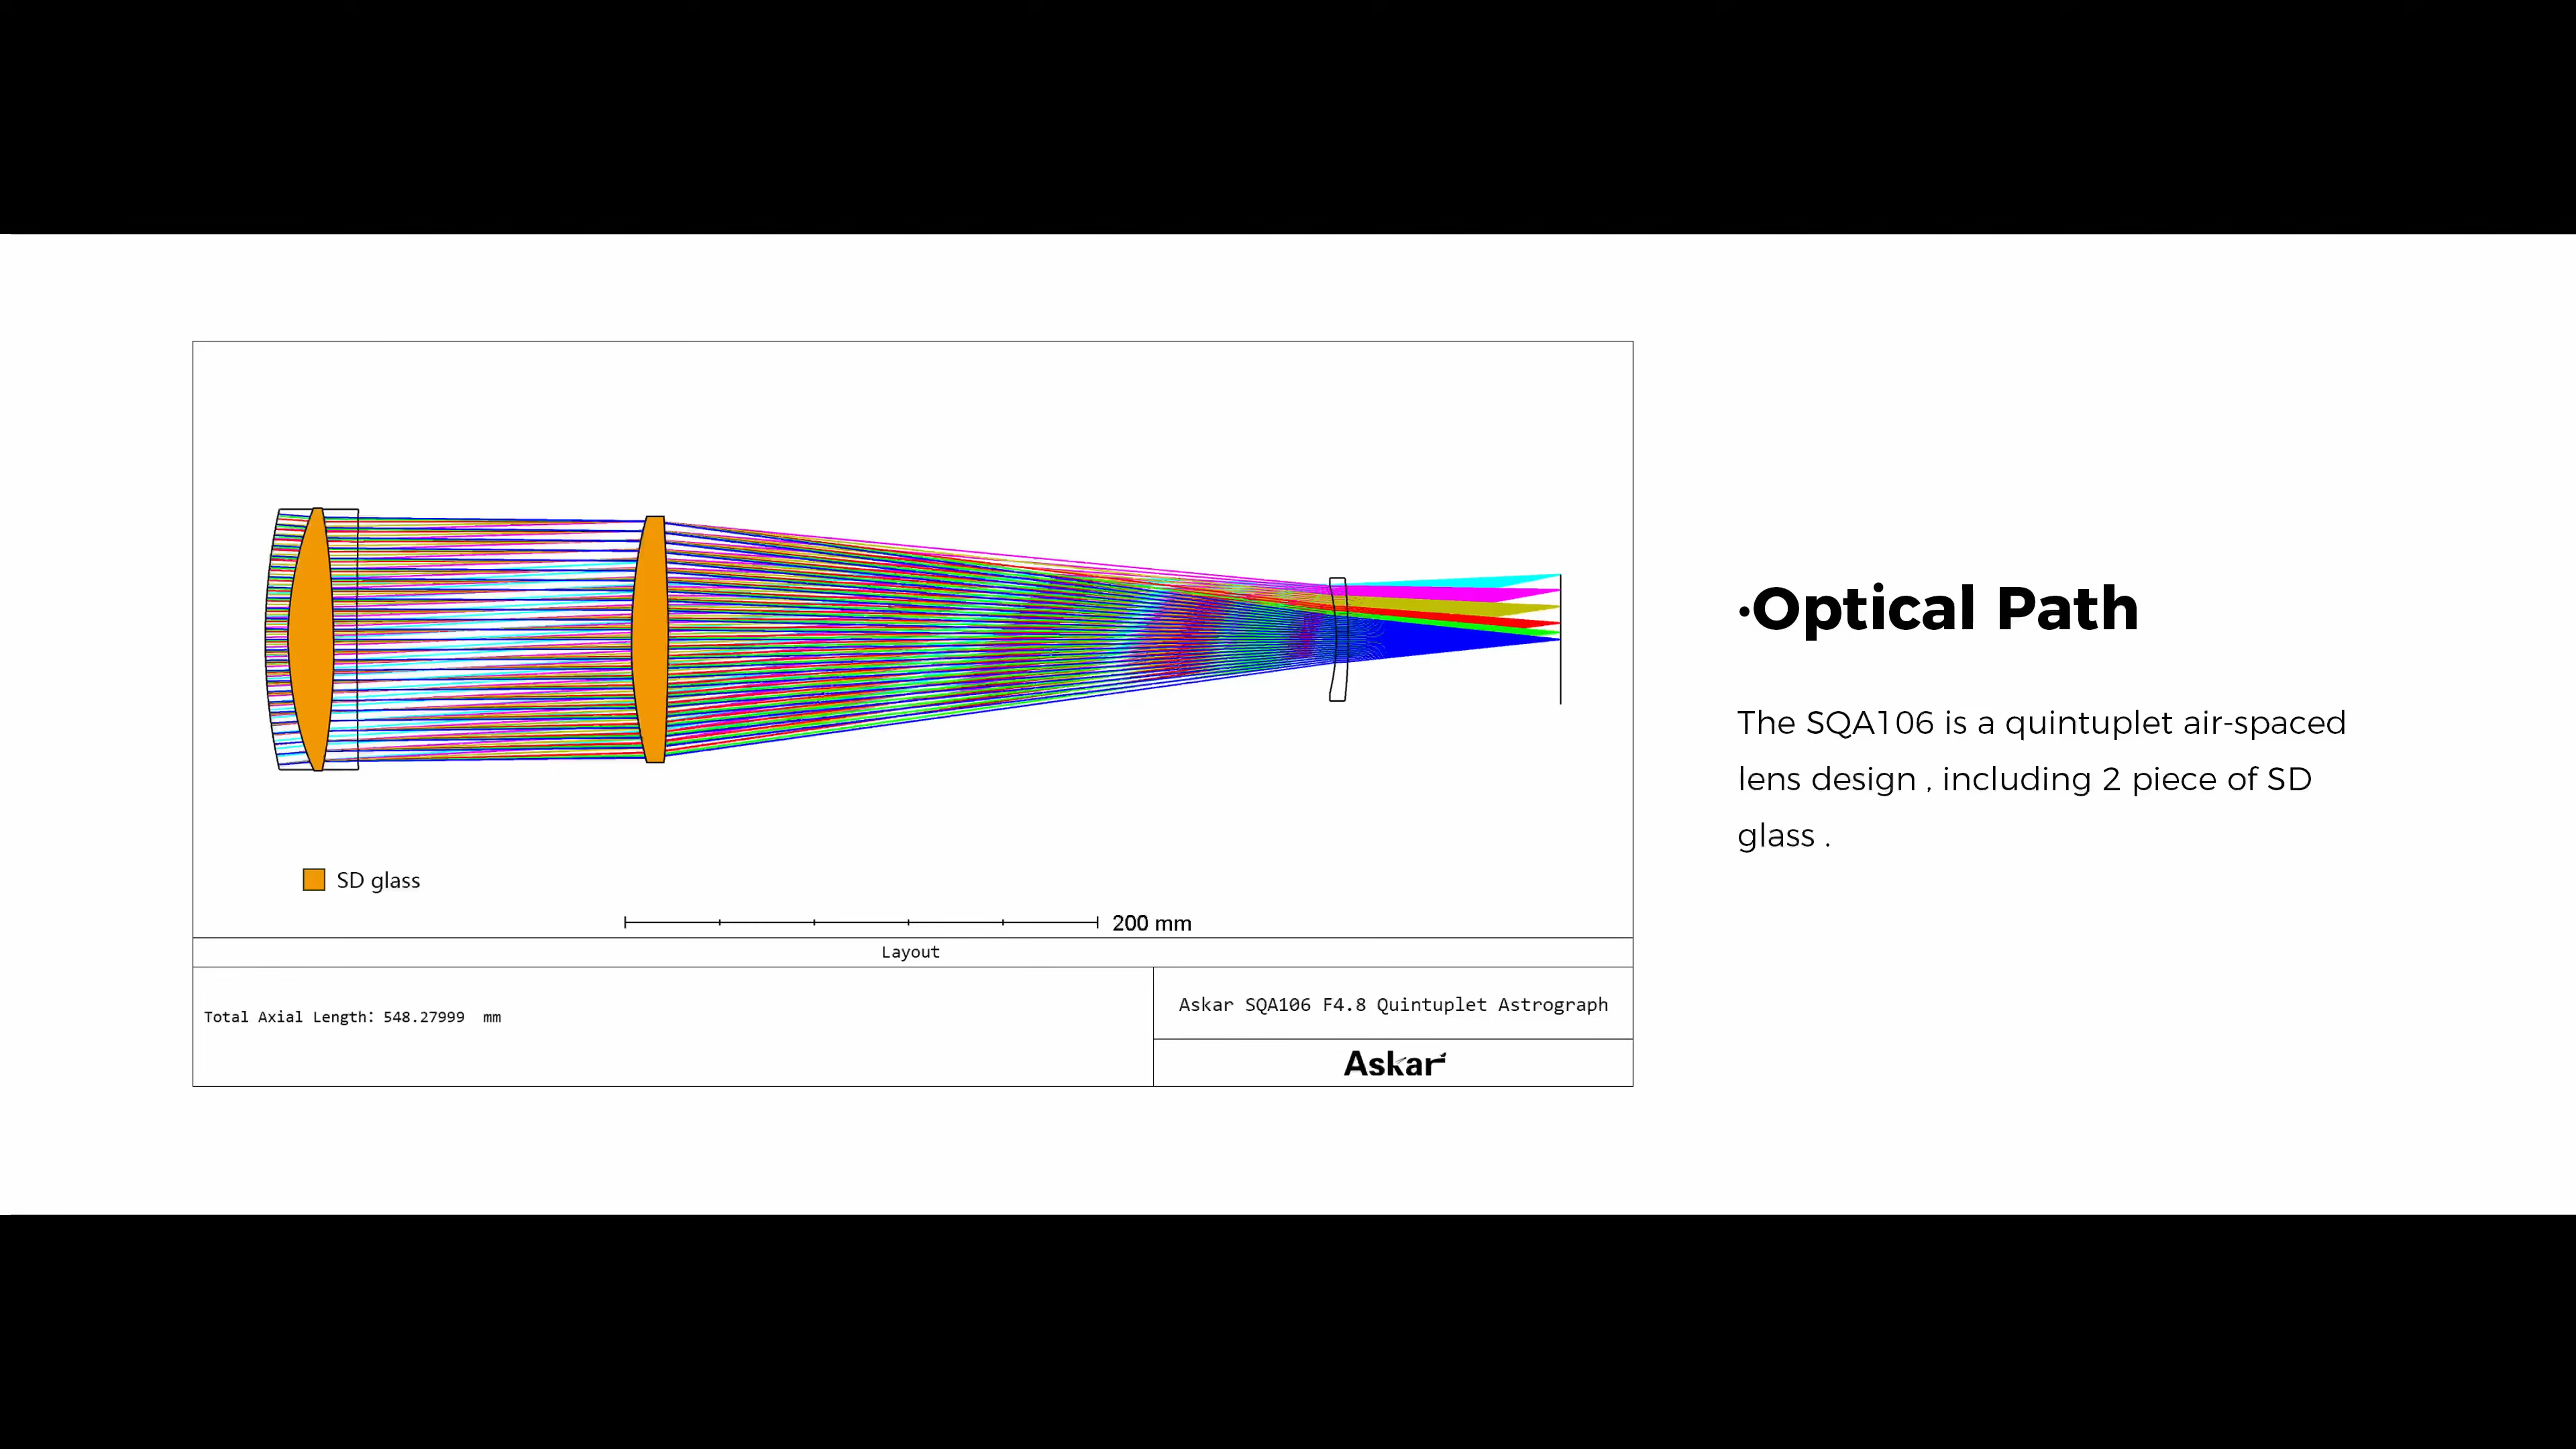 SD glass
200 mm
Layout
Total Axial Length: 548.27999 mm
Askar SQA106 F4.8 Quintuplet Astrograph
Askar
·Optical Path
The SQA106 is a quintuplet air-spaced
lens design , including 2 piece of SD
glass .